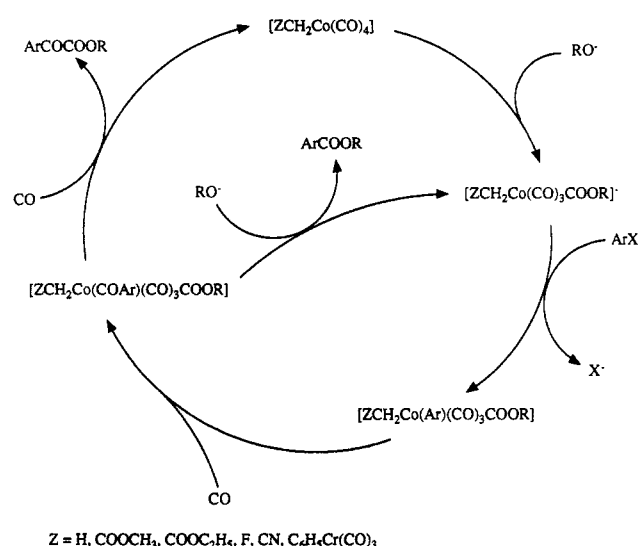 [ZCH₂Co(CO)₄]
ArCOCOOR
RO⁻
ArCOOR
CO
RO⁻
[ZCH₂Co(CO)₃COOR]⁻
ArX
[ZCH₂Co(COAr)(CO)₃COOR]
X⁻
[ZCH₂Co(Ar)(CO)₃COOR]
CO
Z = H, COOCH₃, COOC₂H₅, F, CN, C₆H₅Cr(CO)₃